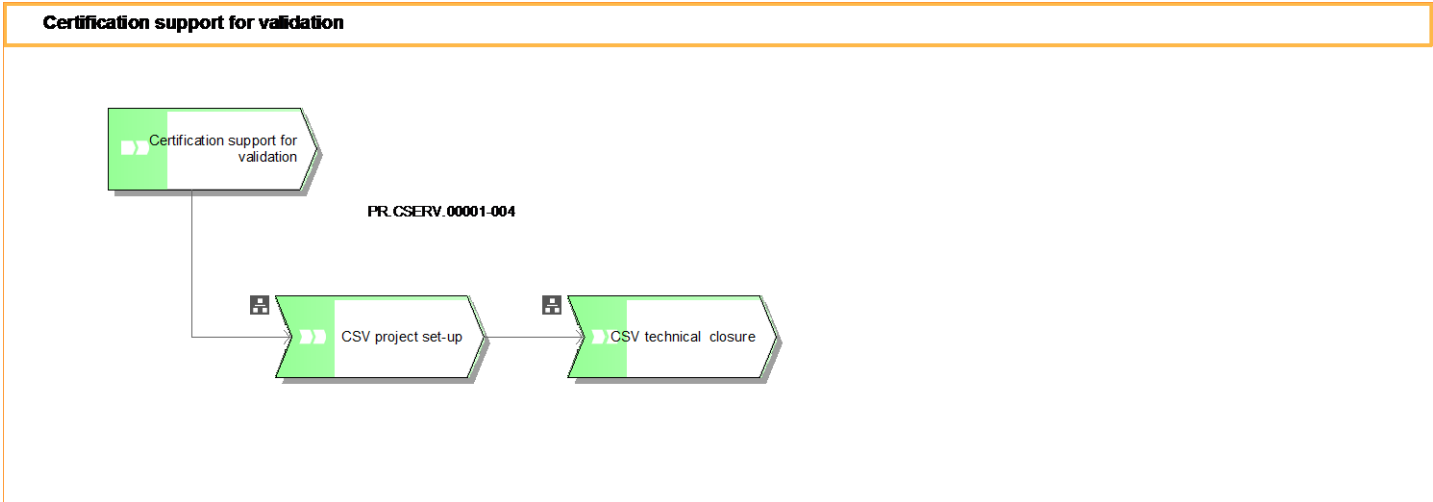 Certification support for validation
Certification support for
validation
PR.CSERV.00001-004
CSV project set-up
CSV technical closure